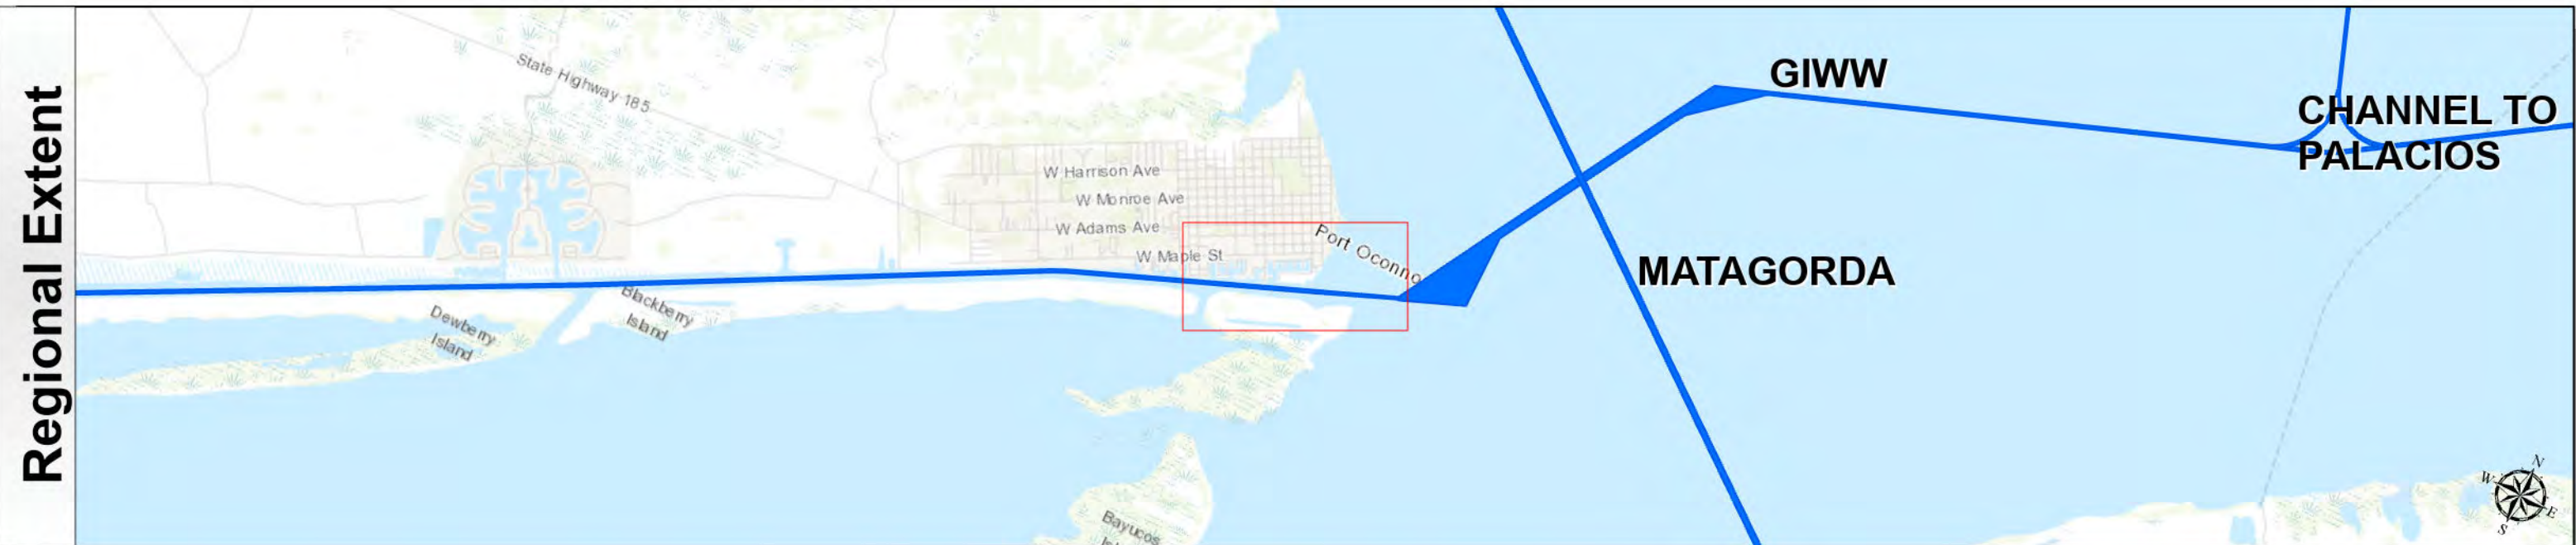 Regional Extent
State Highway 185
GIWW
CHANNEL TO
PALACIOS
W Harrison Ave
W Monroe Ave
W Adams Ave
W Maple St
Port Oconno
MATAGORDA
Blackberry
Island
Dewberry
Island
Bayucos
N
W
E
S